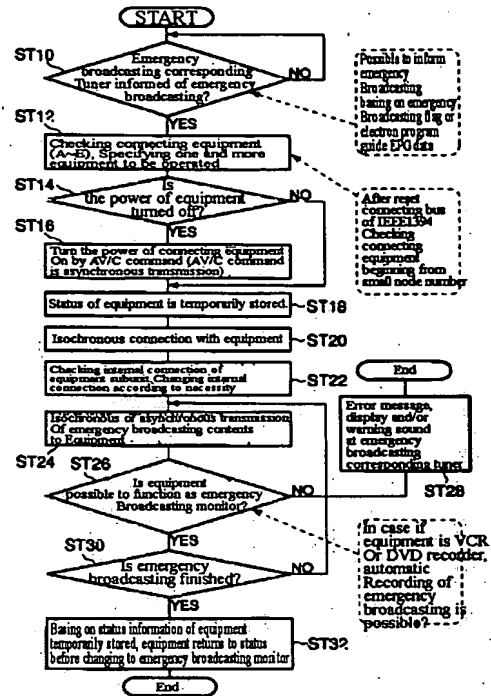 START
ST10
Emergency
broadcasting corresponding
Tuner informed of emergency
broadcasting?
NO
YES
Possible to inform
emergency
Broadcasting
basing on emergency
Broadcasting flag or
electron program
guide EPG data
ST12
Checking connecting equipment
(A~E), Specifying one and more
equipment to be operated
ST14
Is
the power of equipment
turned off?
NO
YES
After reset
connecting bus
of IEEE1394
Checking
connecting
equipment
beginning from
small node number
ST16
Turn the power of connecting equipment
On by AV/C command (AV/C command
is asynchronous transmission)
Status of equipment is temporarily stored.
ST18
Isochronous connection with equipment
ST20
Checking internal connection of
equipment subunit, Changing internal
connection according to necessity
ST22
End
Isochronous of asynchronous transmission
Of emergency broadcasting contents
to Equipment
ST24
Error message,
display and/or
warning sound
at emergency
broadcasting
corresponding tuner
ST28
ST26
Is equipment
possible to function as emergency
Broadcasting monitor?
NO
YES
In case if
equipment is VCR
Or DVD recorder,
automatic
Recording of
emergency
broadcasting is
possible?
ST30
Is emergency
broadcasting finished?
NO
YES
Basing on status information of equipment
temporarily stored, equipment returns to status
before changing to emergency broadcasting monitor
ST32
End